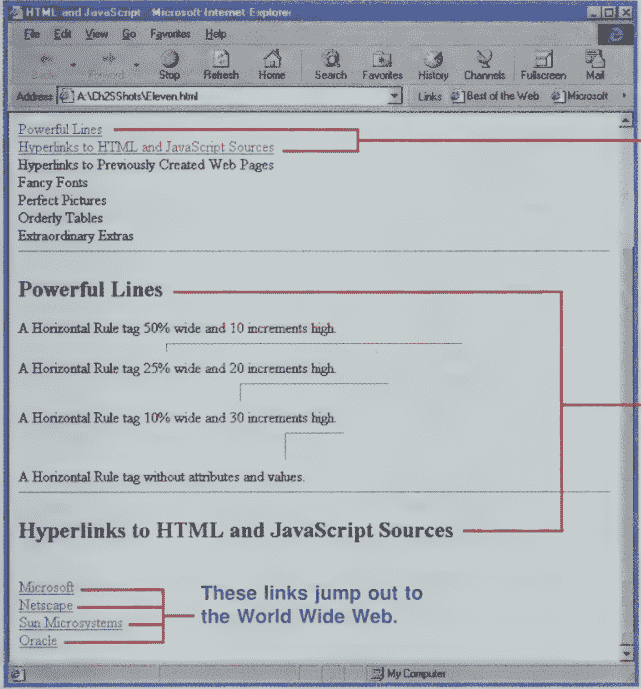 HTML and JavaScript - Microsoft Internet Explorer
File Edit View Go Favorites Help
Back Forward Stop Refresh Home Search Favorites History Channels Fullscreen Mail
Address A:\Ch2SShots\Eleven.html Links Best of the Web Microsoft
Powerful Lines
Hyperlinks to HTML and JavaScript Sources
Hyperlinks to Previously Created Web Pages
Fancy Fonts
Perfect Pictures
Orderly Tables
Extraordinary Extras
Powerful Lines
A Horizontal Rule tag 50% wide and 10 increments high.
A Horizontal Rule tag 25% wide and 20 increments high.
A Horizontal Rule tag 10% wide and 30 increments high.
A Horizontal Rule tag without attributes and values.
Hyperlinks to HTML and JavaScript Sources
Microsoft
Netscape
Sun Microsystems
Oracle
These links jump out to
the World Wide Web.
My Computer